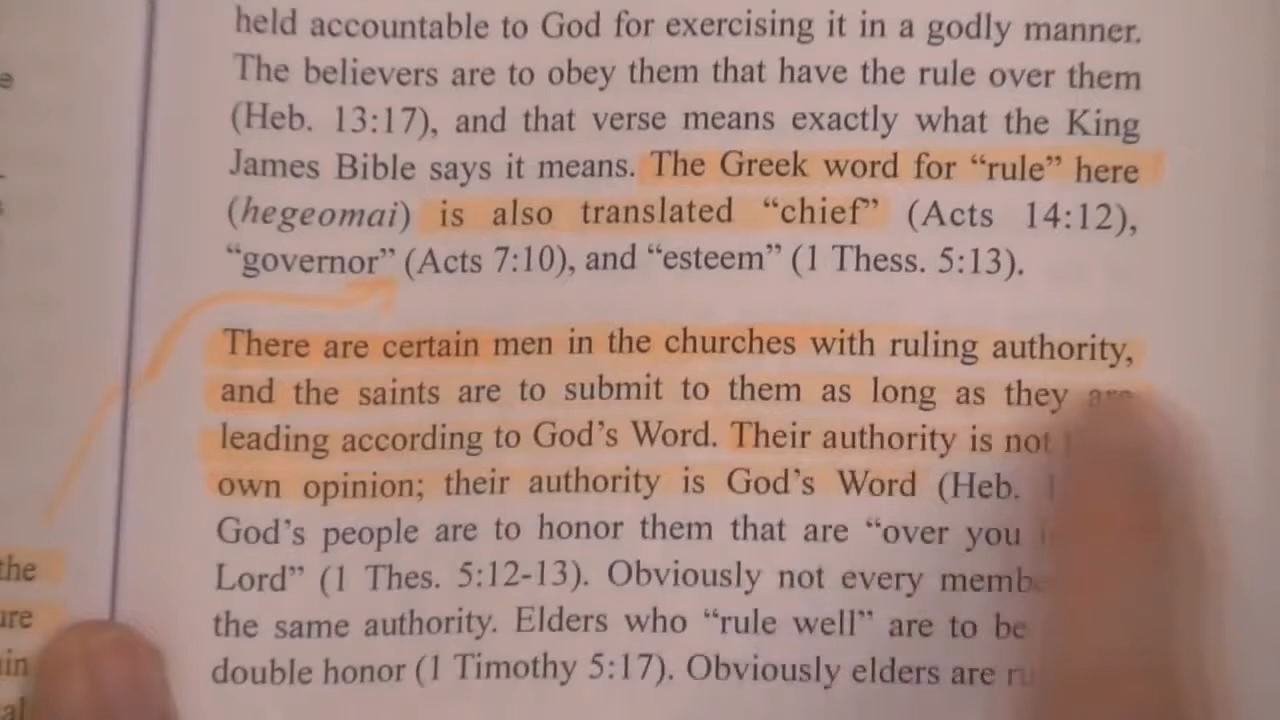 held accountable to God for exercising it in a godly manner.
The believers are to obey them that have the rule over them
(Heb. 13:17), and that verse means exactly what the King
James Bible says it means. The Greek word for “rule” here
(hegeomai) is also translated “chief” (Acts 14:12),
“governor” (Acts 7:10), and “esteem” (1 Thess. 5:13).
There are certain men in the churches with ruling authority,
and the saints are to submit to them as long as they are
leading according to God’s Word. Their authority is not
own opinion; their authority is God’s Word (Heb.
God’s people are to honor them that are “over you
Lord” (1 Thes. 5:12-13). Obviously not every
the same authority. Elders who “rule well” are to be
double honor (1 Timothy 5:17). Obviously elders are
the